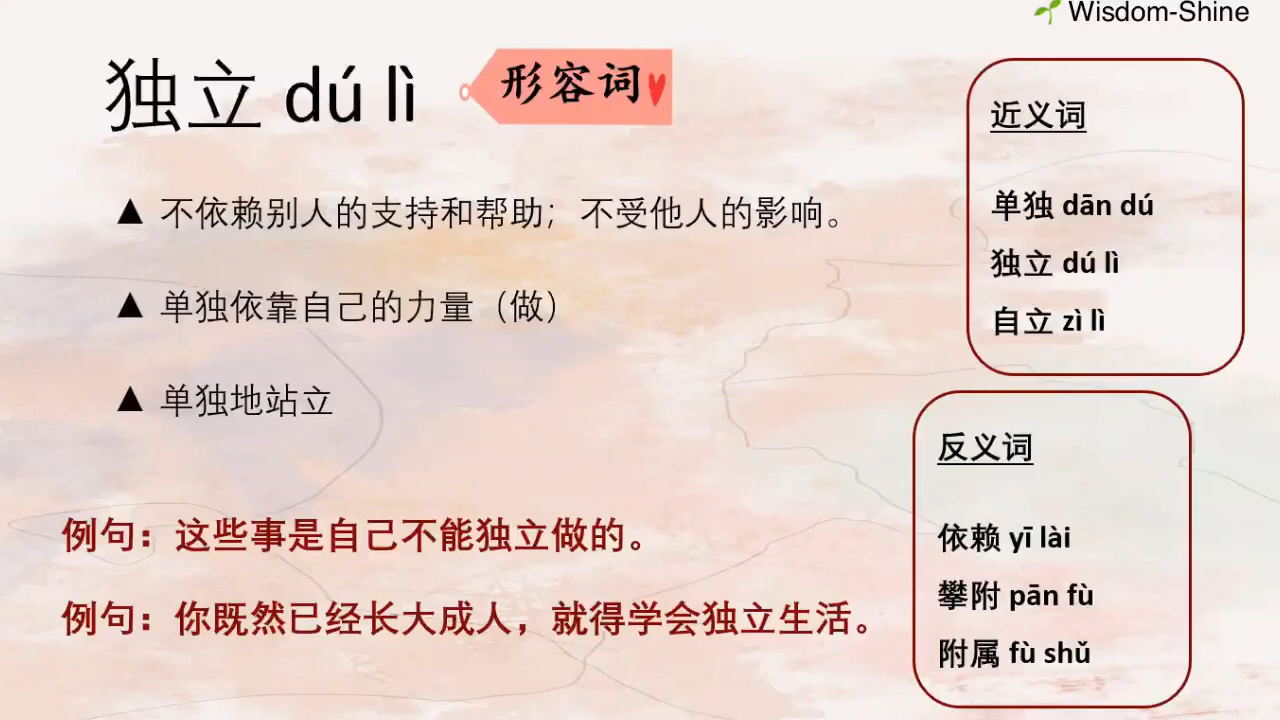 Wisdom-Shine
独立 dú lì
形容词
▲ 不依赖别人的支持和帮助；不受他人的影响。
▲ 单独依靠自己的力量（做）
▲ 单独地站立
例句：这些事是自己不能独立做的。
例句：你既然已经长大成人，就得学会独立生活。
近义词
单独 dān dú
独立 dú lì
自立 zì lì
反义词
依赖 yī lài
攀附 pān fù
附属 fù shǔ